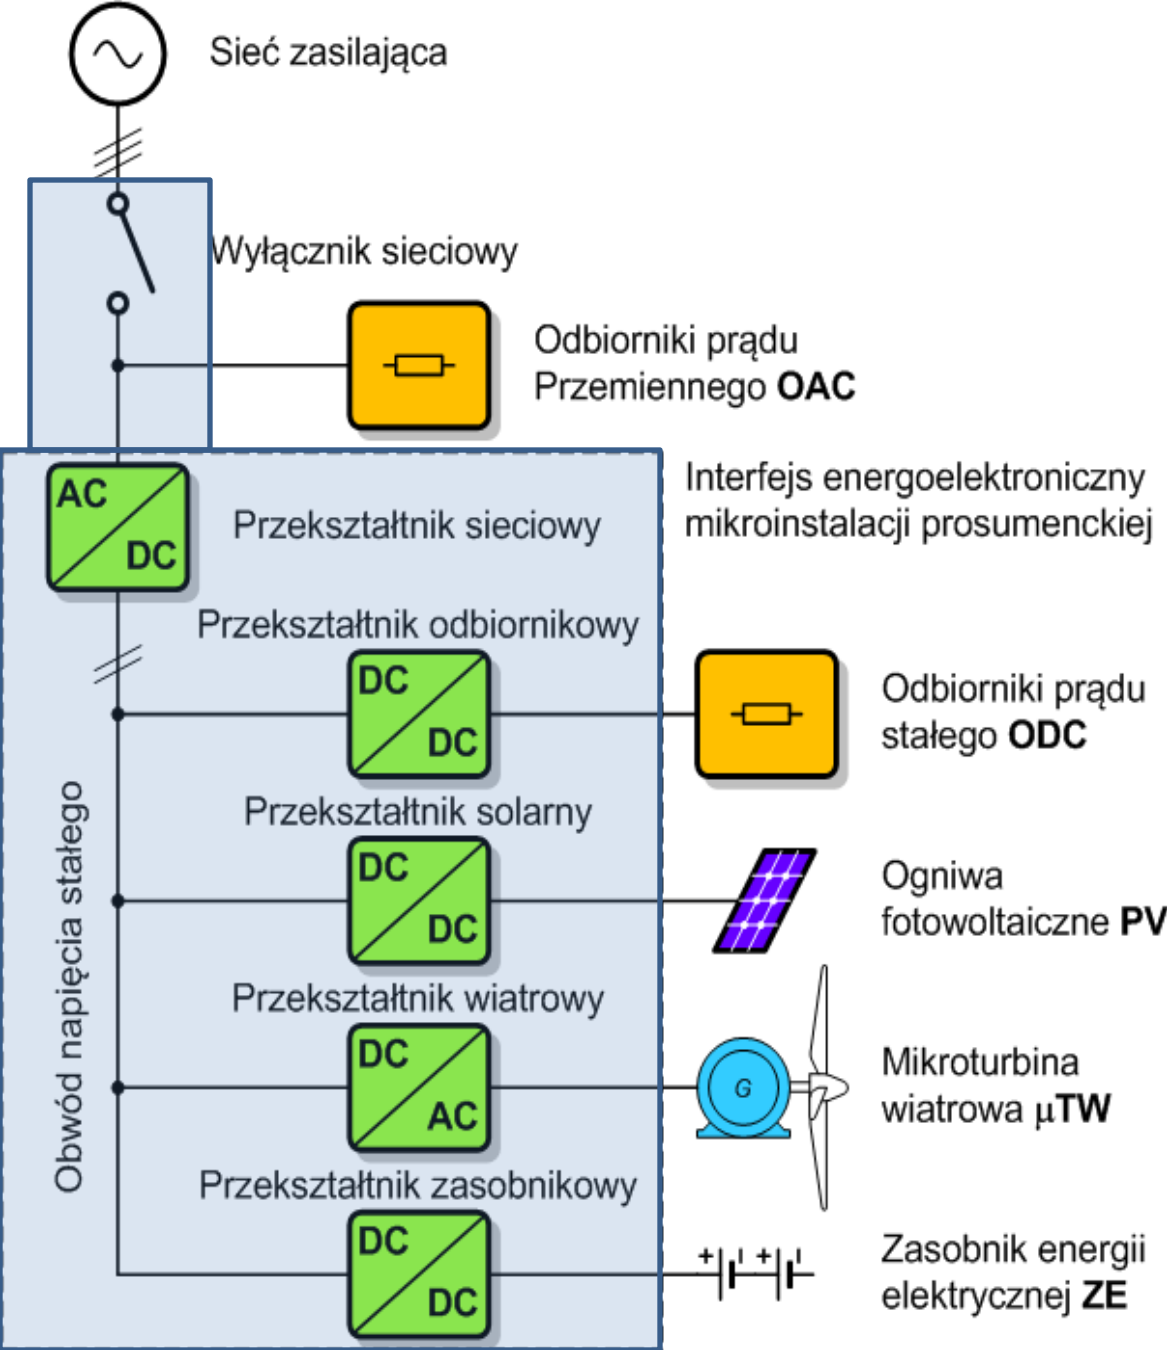 Sieć zasilająca
Wyłącznik sieciowy
Odbiorniki prądu
Przemiennego OAC
AC
DC
Przekształtnik sieciowy
Interfejs energoelektroniczny
mikroinstalacji prosumenckiej
Przekształtnik odbiornikowy
DC
DC
Odbiorniki prądu
stałego ODC
Obwód napięcia stałego
Przekształtnik solarny
DC
DC
Ogniwa
fotowoltaiczne PV
Przekształtnik wiatrowy
DC
AC
G
Mikroturbina
wiatrowa μTW
Przekształtnik zasobnikowy
DC
DC
+ +
Zasobnik energii
elektrycznej ZE